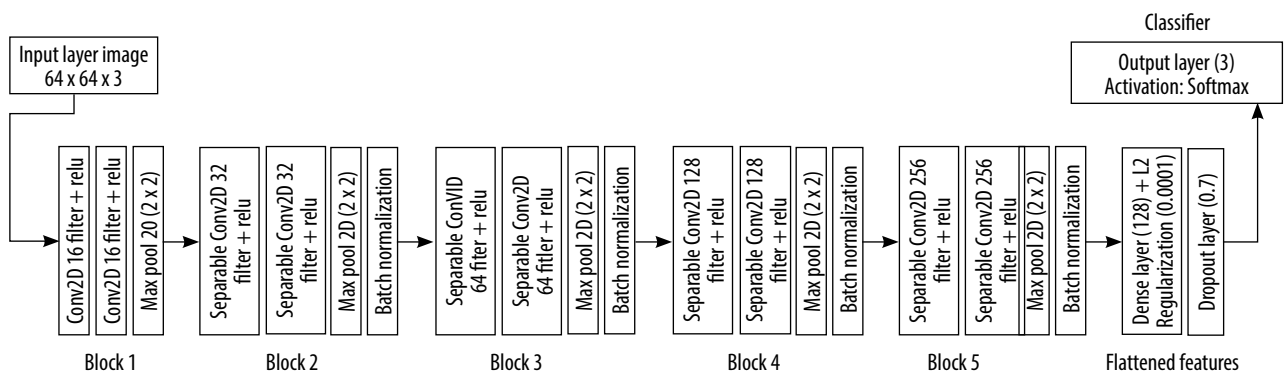 Classifier
Input layer image
64 x 64 x 3
Output layer (3)
Activation: Softmax
Conv2D 16 filter + relu
Conv2D 16 filter + relu
Max pool 20 (2 x 2)
Separable Conv2D 32
filter + relu
Separable Conv2D 32
filter + relu
Max pool 2D (2 x 2)
Batch normalization
Separable ConVID
64 fiter + relu
Separable Conv2D
64 fitler + relu
Max pool 2D (2 x 2)
Batch normalization
Separable Conv2D 128
filter + relu
Separable Conv2D 128
filter + relu
Max pool 2D (2 x 2)
Batch normalization
Separable Conv2D 256
filter + relu
Separable Conv2D 256
filter + relu
Max pool 2D (2 x 2)
Batch normalization
Dense layer (128) + L2
Regularization (0.0001)
Dropout layer (0.7)
Block 1
Block 2
Block 3
Block 4
Block 5
Flattened features